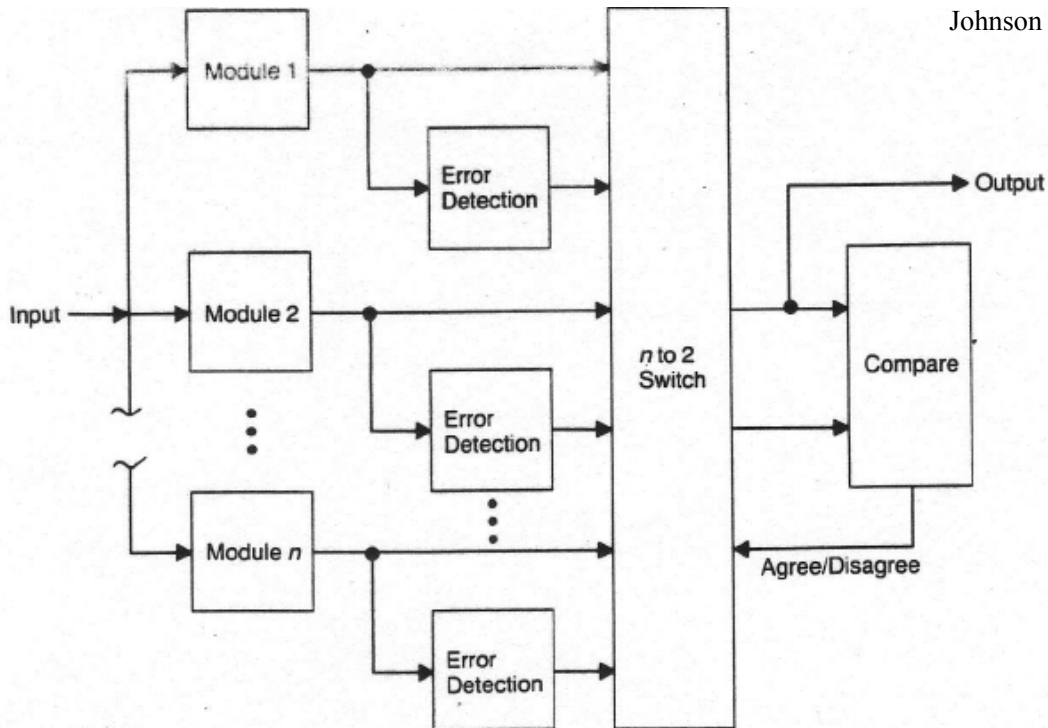 Johnson
Module 1
Error
Detection
Output
Input
Module 2
n to 2
Switch
Compare
Error
Detection
Module n
Agree/Disagree
Error
Detection